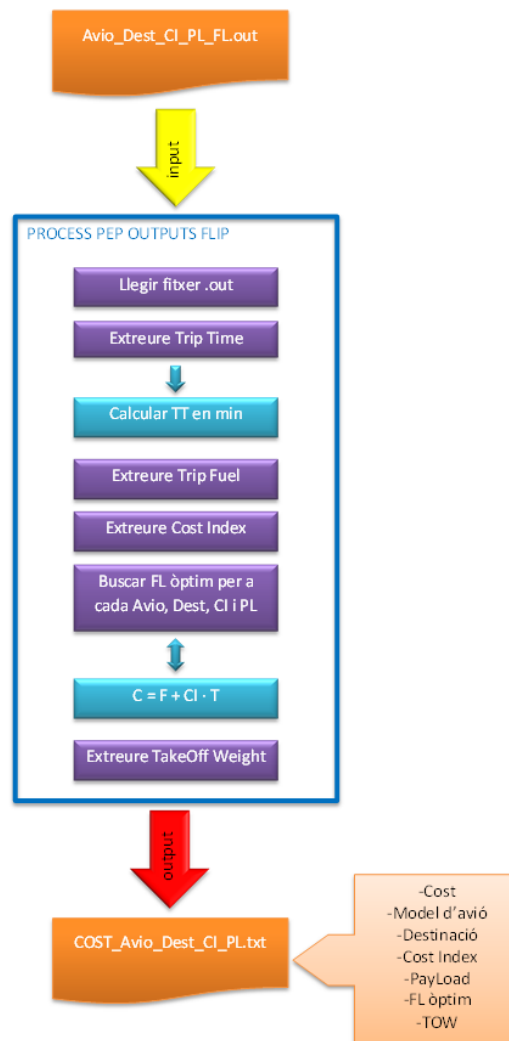 Avio_Dest_CI_PL_FL.out
input
PROCESS PEP OUTPUTS FLIP
Llegir fitxer .out
Extreure Trip Time
Calcular TT en min
Extreure Trip Fuel
Extreure Cost Index
Buscar FL òptim per a
cada Avio, Dest, CI i PL
C = F + CI · T
Extreure TakeOff Weight
output
COST_Avio_Dest_CI_PL.txt
-Cost
-Model d’avió
-Destinació
-Cost Index
-PayLoad
-FL òptim
-TOW